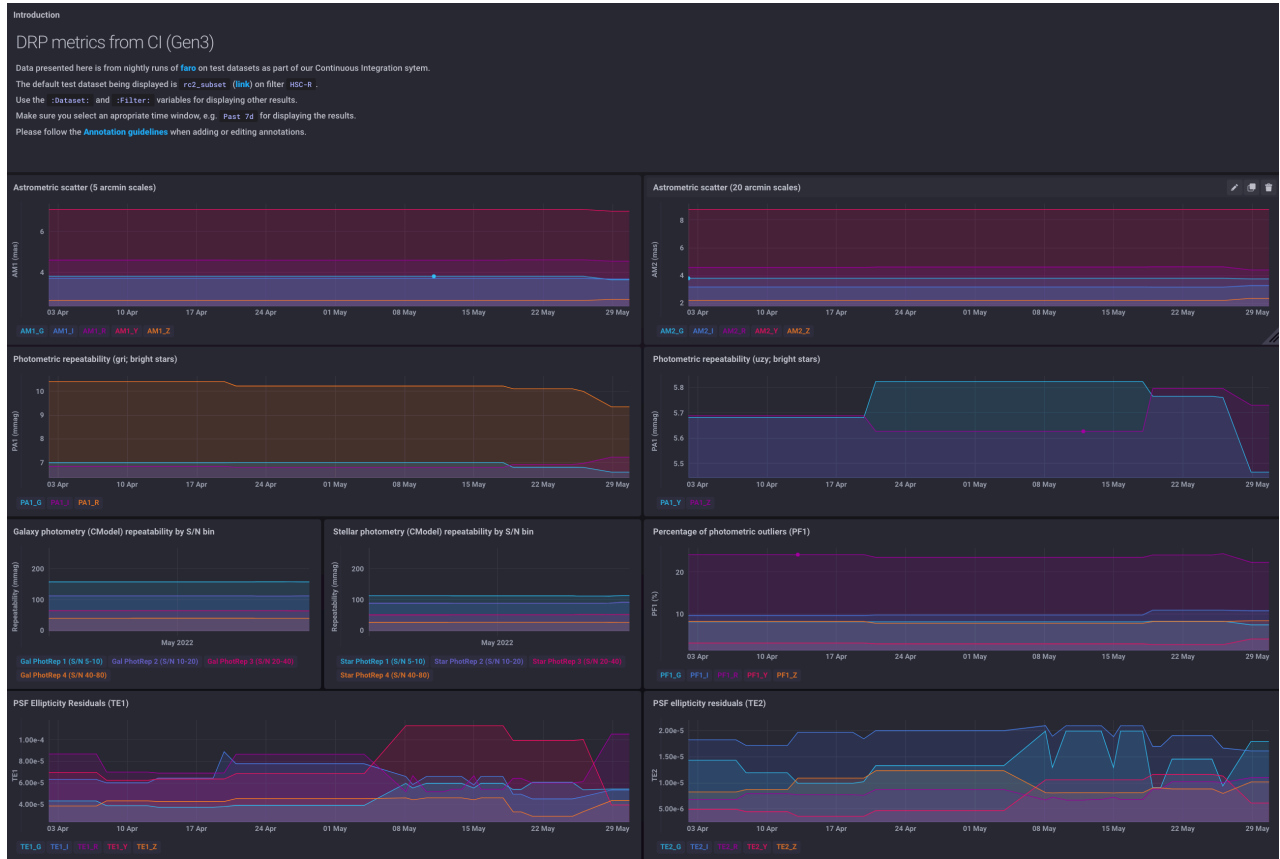 Introduction
DRP metrics from CI (Gen3)
Data presented here is from nightly runs of faro on test datasets as part of our Continuous Integration sytem.
The default test dataset being displayed is rc2_subset (link) on filter HSC-R .
Use the :Dataset: and :Filter: variables for displaying other results.
Make sure you select an apropriate time window, e.g. Past 7d for displaying the results.
Please follow the Annotation guidelines when adding or editing annotations.
Astrometric scatter (5 arcmin scales)
AM1 (mas)
6
4
03 Apr 10 Apr 17 Apr 24 Apr 01 May 08 May 15 May 22 May 29 May
AM1_G AM1_I AM1_R AM1_Y AM1_Z
Astrometric scatter (20 arcmin scales)
AM2 (mas)
8
6
4
2
03 Apr 10 Apr 17 Apr 24 Apr 01 May 08 May 15 May 22 May 29 May
AM2_G AM2_I AM2_R AM2_Y AM2_Z
Photometric repeatability (gri; bright stars)
PA1 (mmag)
10
9
8
7
03 Apr 10 Apr 17 Apr 24 Apr 01 May 08 May 15 May 22 May 29 May
PA1_G PA1_I PA1_R
Photometric repeatability (uzy; bright stars)
PA1 (mmag)
5.8
5.7
5.6
5.5
03 Apr 10 Apr 17 Apr 24 Apr 01 May 08 May 15 May 22 May 29 May
PA1_Y PA1_Z
Galaxy photometry (CModel) repeatability by S/N bin
Repeatability (mmag)
200
100
0
May 2022
Gal PhotRep 1 (S/N 5-10) Gal PhotRep 2 (S/N 10-20) Gal PhotRep 3 (S/N 20-40)
Gal PhotRep 4 (S/N 40-80)
Stellar photometry (CModel) repeatability by S/N bin
Repeatability (mmag)
200
100
0
May 2022
Star PhotRep 1 (S/N 5-10) Star PhotRep 2 (S/N 10-20) Star PhotRep 3 (S/N 20-40)
Star PhotRep 4 (S/N 40-80)
Percentage of photometric outliers (PF1)
PF1 (%)
20
10
03 Apr 10 Apr 17 Apr 24 Apr 01 May 08 May 15 May 22 May 29 May
PF1_G PF1_I PF1_R PF1_Y PF1_Z
PSF Ellipticity Residuals (TE1)
TE1
1.00e-4
8.00e-5
6.00e-5
4.00e-5
03 Apr 10 Apr 17 Apr 24 Apr 01 May 08 May 15 May 22 May 29 May
TE1_G TE1_I TE1_R TE1_Y TE1_Z
PSF ellipticity residuals (TE2)
TE2
2.00e-5
1.50e-5
1.00e-5
5.00e-6
03 Apr 10 Apr 17 Apr 24 Apr 01 May 08 May 15 May 22 May 29 May
TE2_G TE2_I TE2_R TE2_Y TE2_Z